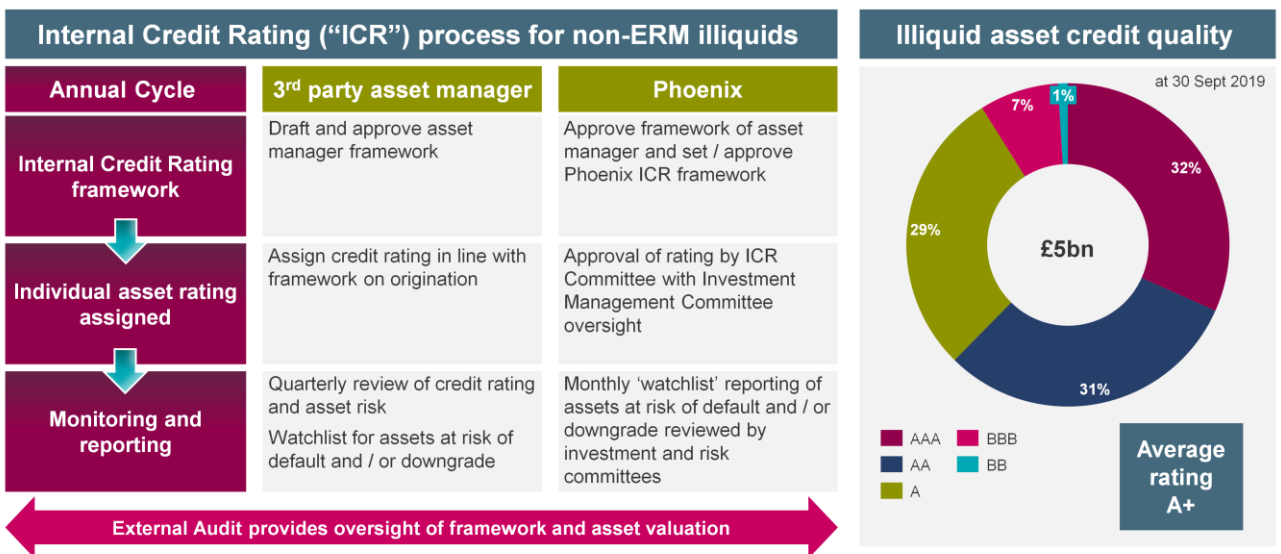 Internal Credit Rating (“ICR”) process for non-ERM illiquids
Annual Cycle
3rd party asset manager
Phoenix
Internal Credit Rating
framework
Draft and approve asset
manager framework
Approve framework of asset
manager and set / approve
Phoenix ICR framework
Individual asset rating
assigned
Assign credit rating in line with
framework on origination
Approval of rating by ICR
Committee with Investment
Management Committee
oversight
Monitoring and
reporting
Quarterly review of credit rating
and asset risk
Watchlist for assets at risk of
default and / or downgrade
Monthly ‘watchlist’ reporting of
assets at risk of default and / or
downgrade reviewed by
investment and risk
committees
External Audit provides oversight of framework and asset valuation
Illiquid asset credit quality
at 30 Sept 2019
1%
7%
32%
29%
£5bn
31%
AAA
BBB
AA
BB
A
Average
rating
A+